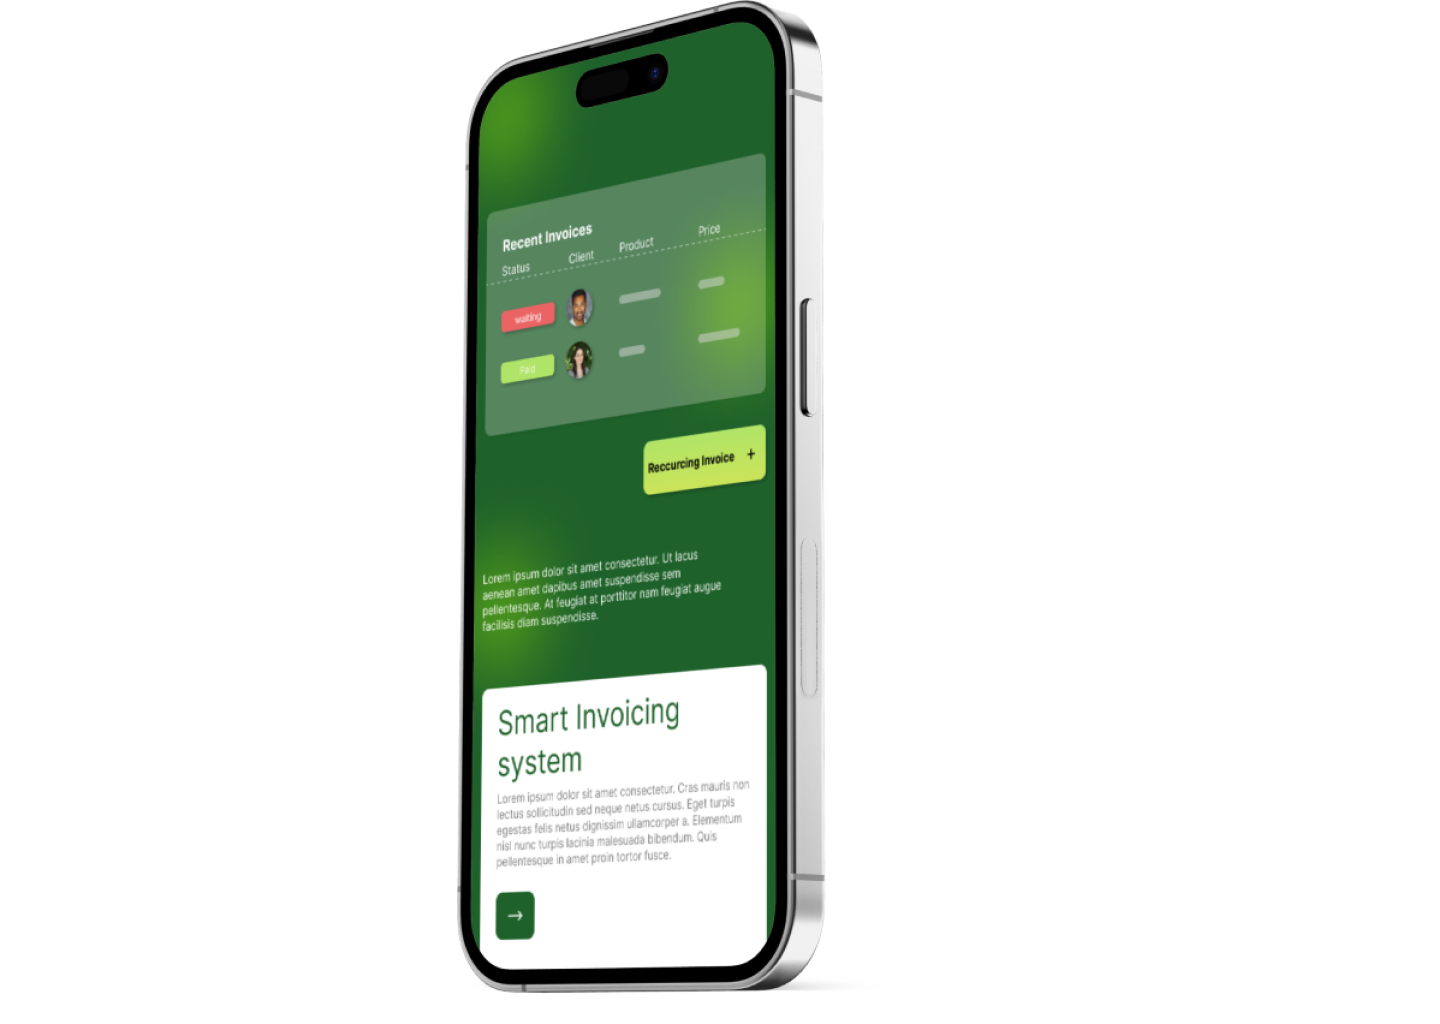 Recent Invoices
Status Client Product Price
waiting
Paid
Reccurcing Invoice +
Lorem ipsum dolor sit amet consectetur. Ut lacus
aenean amet dapibus amet suspendisse sem
pellentesque. At feugiat at porttitor nam feugiat augue
facilisis diam suspendisse.
Smart Invoicing
system
Lorem ipsum dolor sit amet consectetur. Cras mauris non
lectus sollicitudin sed neque netus cursus. Eget turpis
egestas felis netus dignissim ullamcorper a. Elementum
nisl nunc turpis lacinia malesuada bibendum. Quis
pellentesque in amet proin tortor fusce.
→